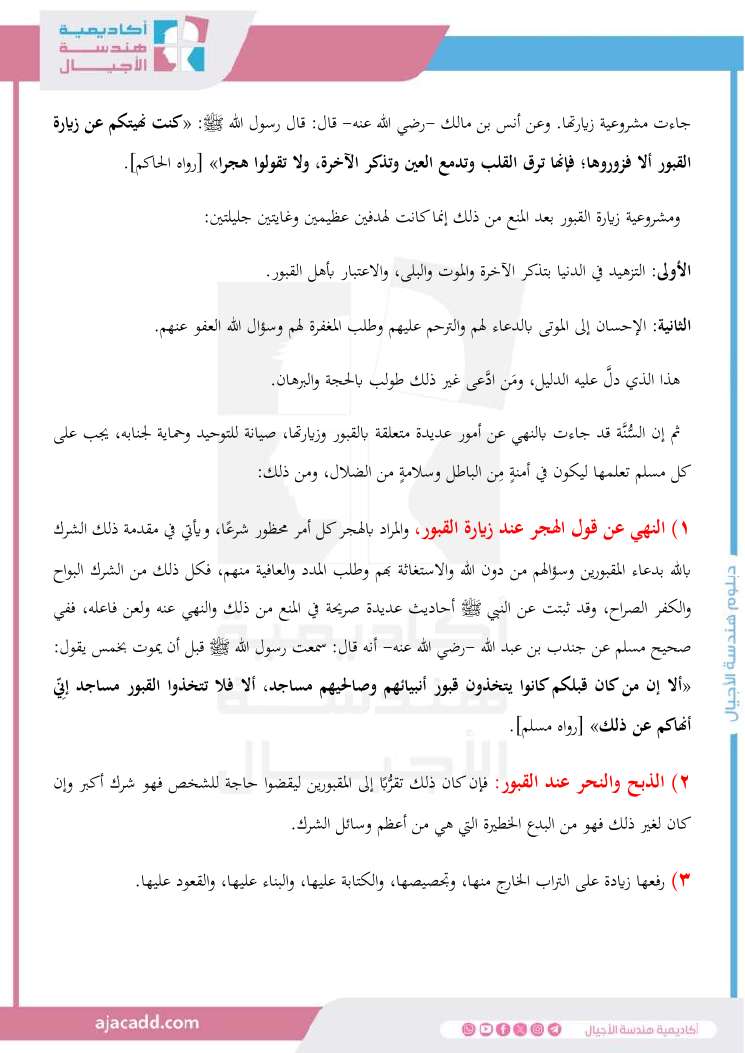 أكاديمية
هندسة
الأجيال
جاءت مشروعية زيارتها. وعن أنس بن مالك –رضي الله عنه– قال: قال رسول الله ﷺ: «كنت نهيتكم عن زيارة
القبور ألا فزوروها؛ فإنها ترق القلب وتدمع العين وتذكر الآخرة، ولا تقولوا هجرا» [رواه الحاكم].
ومشروعية زيارة القبور بعد المنع من ذلك إنما كانت لهدفين عظيمين وغايتين جليلتين:
الأولى: التزهيد في الدنيا بتذكر الآخرة والموت والبلى، والاعتبار بأهل القبور.
الثانية: الإحسان إلى الموتى بالدعاء لهم والترحم عليهم وطلب المغفرة لهم وسؤال الله العفو عنهم.
هذا الذي دلَّ عليه الدليل، ومَن ادَّعى غير ذلك طولب بالحجة والبرهان.
ثم إن السُّنَّة قد جاءت بالنهي عن أمور عديدة متعلقة بالقبور وزيارتها، صيانة للتوحيد وحماية لجنابه، يجب على
كل مسلم تعلمها ليكون في أمنةٍ مِن الباطل وسلامةٍ من الضلال، ومن ذلك:
١) النهي عن قول الهجر عند زيارة القبور، والمراد بالهجر كل أمر محظور شرعًا، ويأتي في مقدمة ذلك الشرك
بالله بدعاء المقبورين وسؤالهم من دون الله والاستغاثة بهم وطلب المدد والعافية منهم، فكل ذلك من الشرك البواح
والكفر الصراح، وقد ثبتت عن النبي ﷺ أحاديث عديدة صريحة في المنع من ذلك والنهي عنه ولعن فاعله، ففي
صحيح مسلم عن جندب بن عبد الله –رضي الله عنه– أنه قال: سمعت رسول الله ﷺ قبل أن يموت بخمس يقول:
«ألا إن من كان قبلكم كانوا يتخذون قبور أنبيائهم وصالحيهم مساجد، ألا فلا تتخذوا القبور مساجد إنِّي
أنهاكم عن ذلك» [رواه مسلم].
٢) الذبح والنحر عند القبور: فإن كان ذلك تقرُّبًا إلى المقبورين ليقضوا حاجة للشخص فهو شرك أكبر وإن
كان لغير ذلك فهو من البدع الخطيرة التي هي من أعظم وسائل الشرك.
٣) رفعها زيادة على التراب الخارج منها، وتجصيصها، والكتابة عليها، والبناء عليها، والقعود عليها.
أكاديمية
هندسة
الأجيال
دبلوم هندسة الأجيال
أكاديمية هندسة الأجيال
ajacadd.com